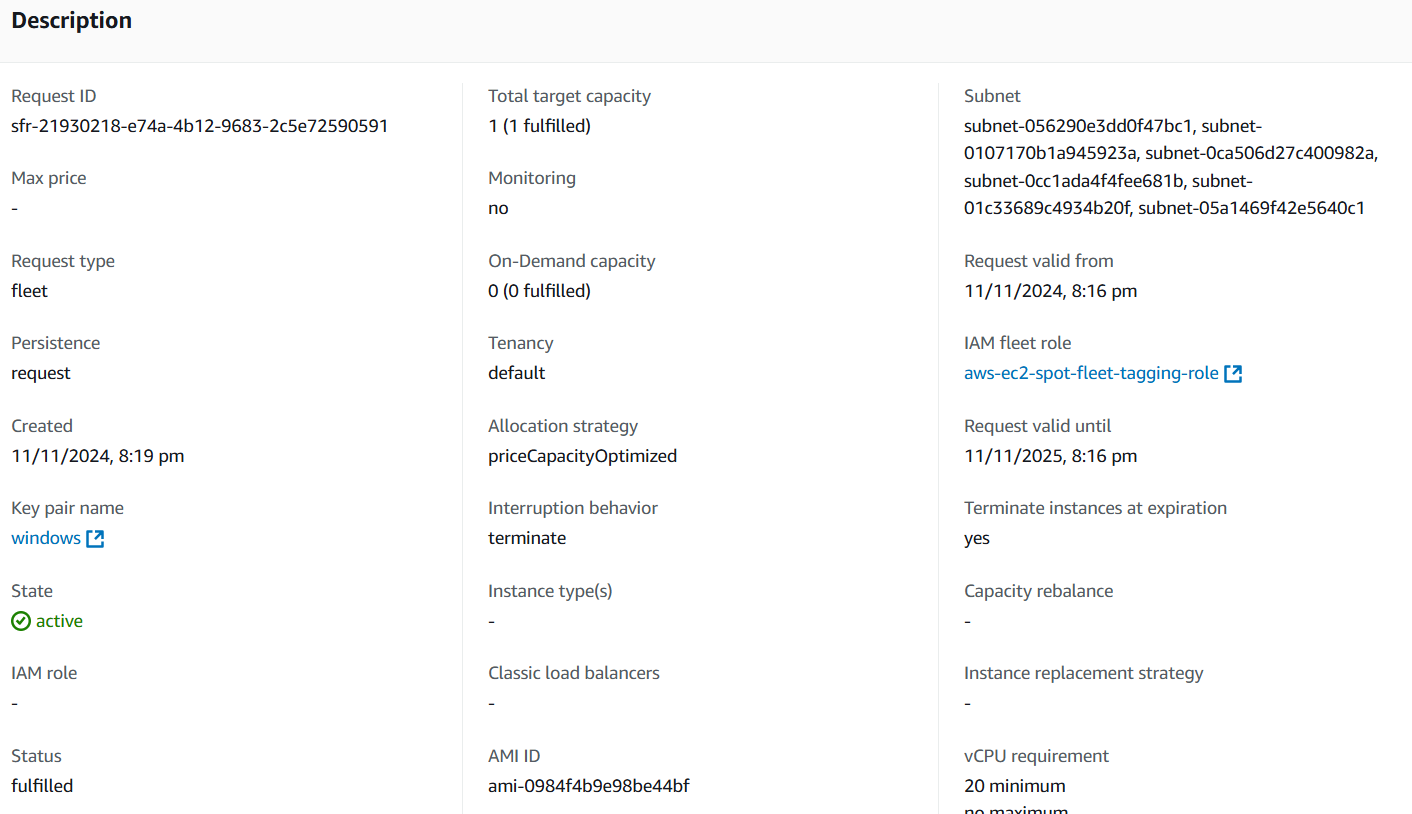 Description
Request ID
sfr-21930218-e74a-4b12-9683-2c5e72590591
Max price
-
Request type
fleet
Persistence
request
Created
11/11/2024, 8:19 pm
Key pair name
windows
State
active
IAM role
-
Status
fulfilled
Total target capacity
1 (1 fulfilled)
Monitoring
no
On-Demand capacity
0 (0 fulfilled)
Tenancy
default
Allocation strategy
priceCapacityOptimized
Interruption behavior
terminate
Instance type(s)
-
Classic load balancers
-
AMI ID
ami-0984f4b9e98be44bf
Subnet
subnet-056290e3dd0f47bc1, subnet-
0107170b1a945923a, subnet-0ca506d27c400982a,
subnet-0cc1ada4f4fee681b, subnet-
01c33689c4934b20f, subnet-05a1469f42e5640c1
Request valid from
11/11/2024, 8:16 pm
IAM fleet role
aws-ec2-spot-fleet-tagging-role
Request valid until
11/11/2025, 8:16 pm
Terminate instances at expiration
yes
Capacity rebalance
-
Instance replacement strategy
-
vCPU requirement
20 minimum
no maximum